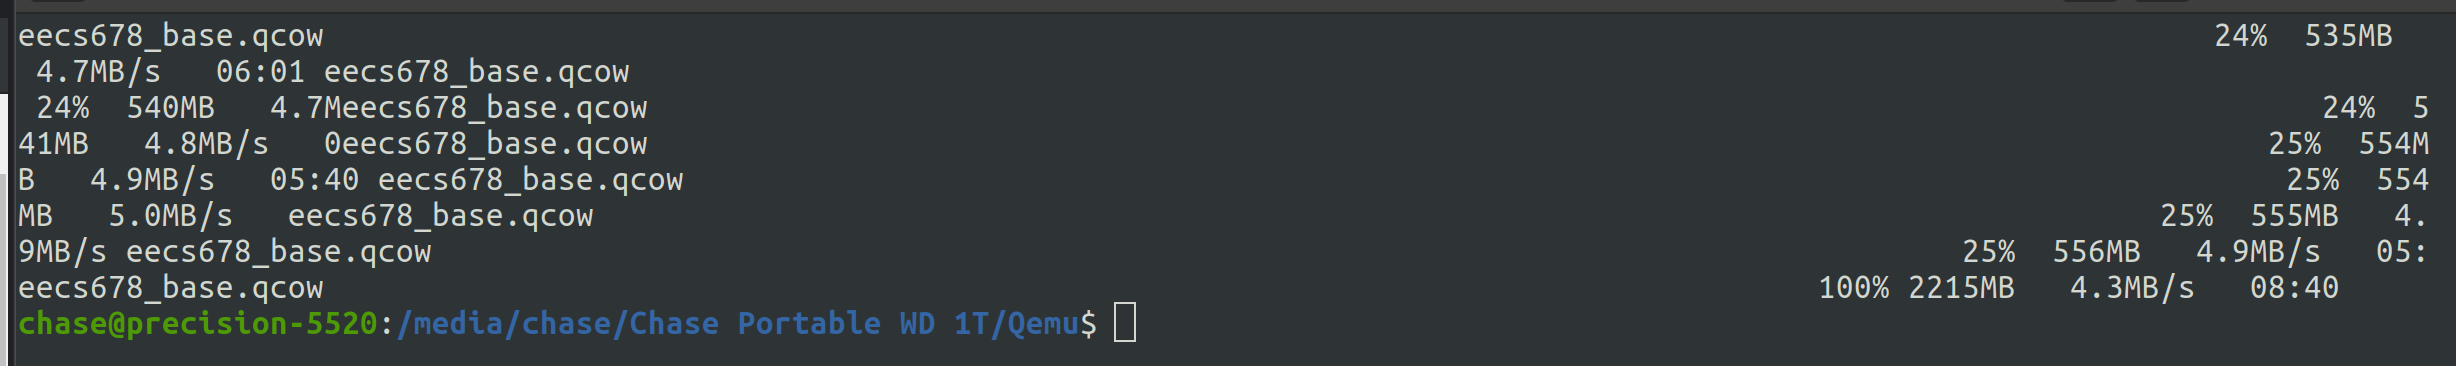 eecs678_base.qcow 24% 535MB
4.7MB/s 06:01 eecs678_base.qcow
24% 540MB 4.7Meecs678_base.qcow 24% 5
41MB 4.8MB/s 0eecs678_base.qcow 25% 554M
B 4.9MB/s 05:40 eecs678_base.qcow 25% 554
MB 5.0MB/s eecs678_base.qcow 25% 555MB 4.
9MB/s eecs678_base.qcow 25% 556MB 4.9MB/s 05:
eecs678_base.qcow 100% 2215MB 4.3MB/s 08:40
chase@precision-5520:/media/chase/Chase Portable WD 1T/Qemu$